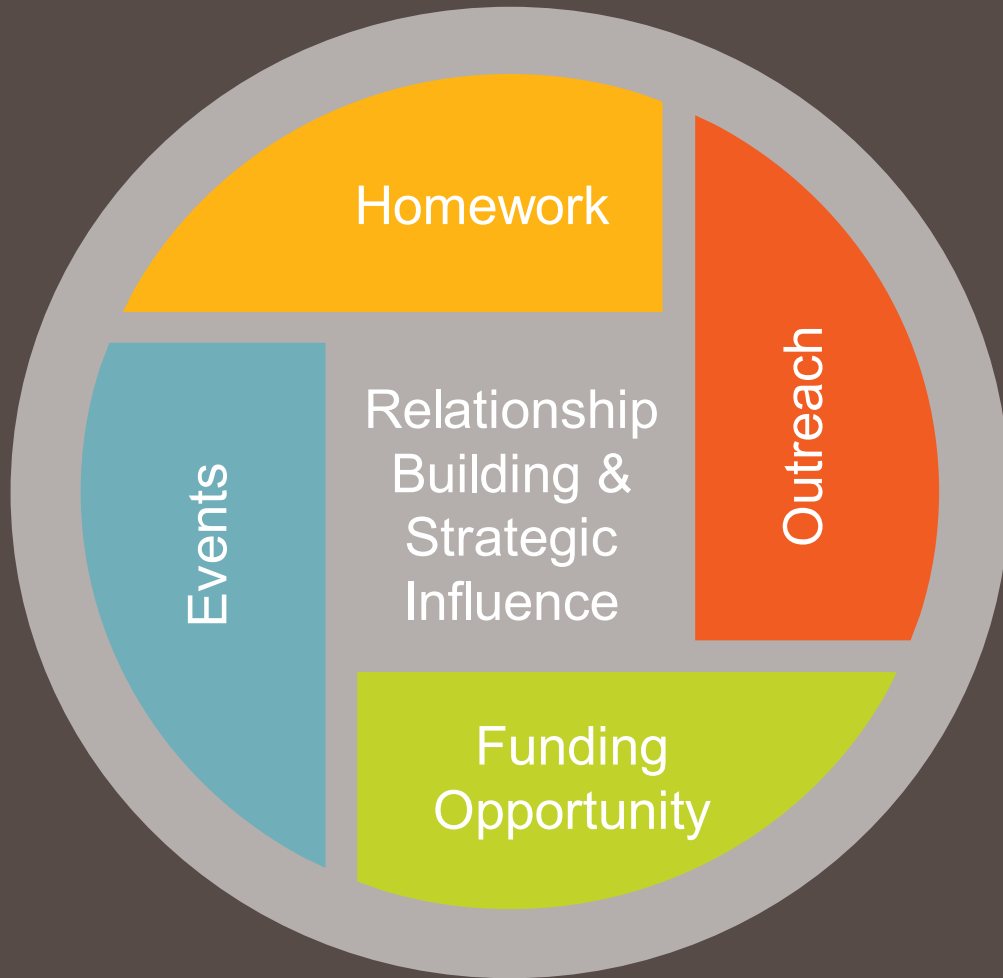 Homework
Outreach
Relationship
Building &
Strategic
Influence
Events
Funding
Opportunity